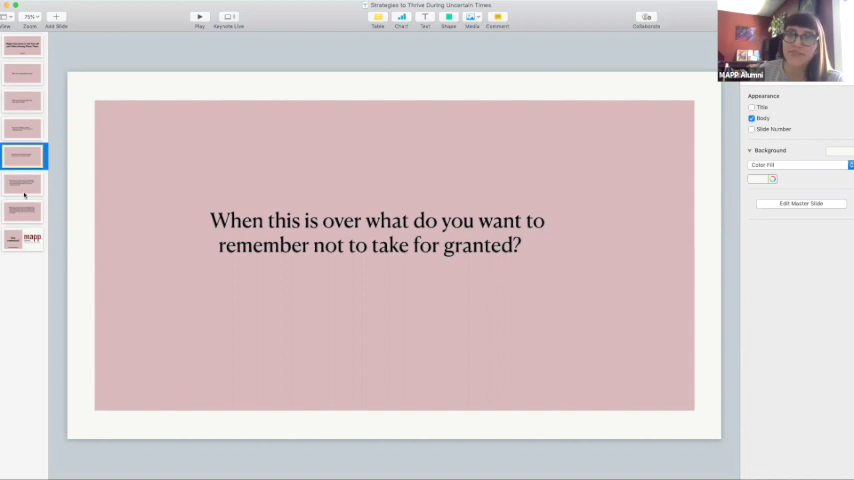 Strategies to Thrive During Uncertain Times
75%
View
Zoom
Add Slide
Play
Keynote Live
Table
Chart
Text
Shape
Media
Comment
Collaborate
MAPP Alumni
When this is over what do you want to
remember not to take for granted?
mapp
Appearance
Title
Body
Slide Number
Background
Color Fill
Edit Master Slide